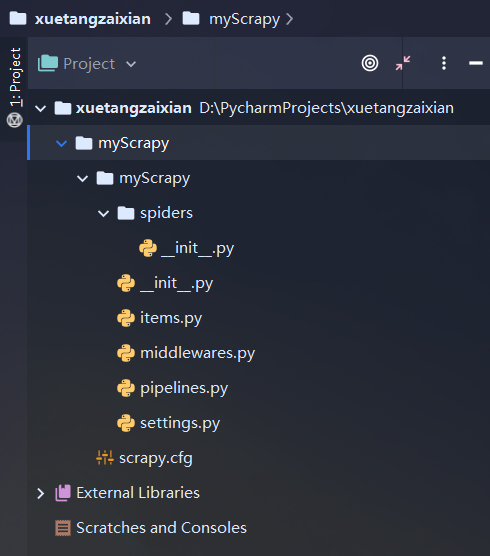 xuetangzaixian myScrapy
1: Project
Project
xuetangzaixian D:\PycharmProjects\xuetangzaixian
myScrapy
myScrapy
spiders
__init__.py
__init__.py
items.py
middlewares.py
pipelines.py
settings.py
scrapy.cfg
External Libraries
Scratches and Consoles